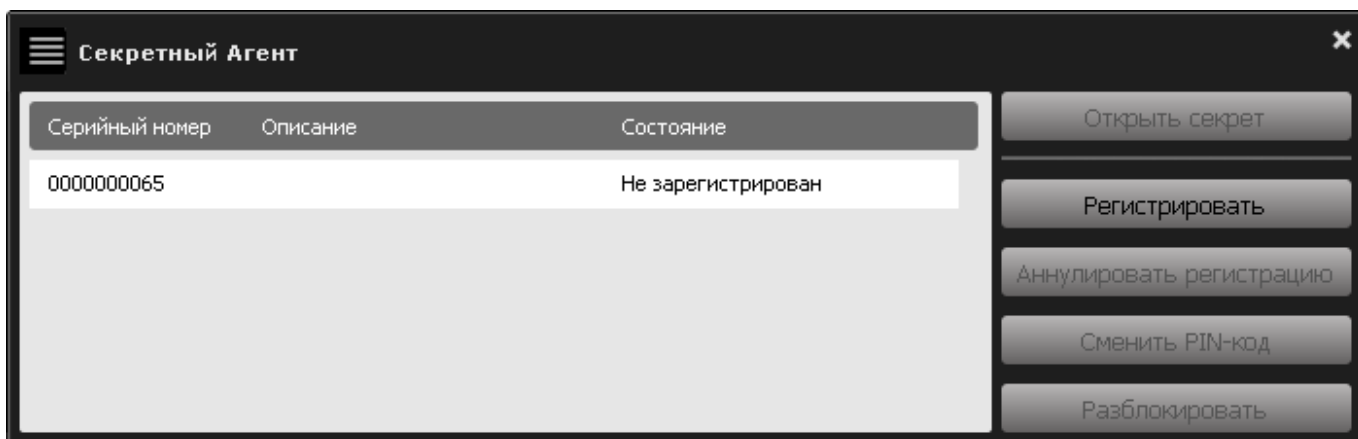 Секретный Агент
Серийный номер Описание Состояние
0000000065 Не зарегистрирован
Открыть секрет
Регистрировать
Аннулировать регистрацию
Сменить PIN-код
Разблокировать